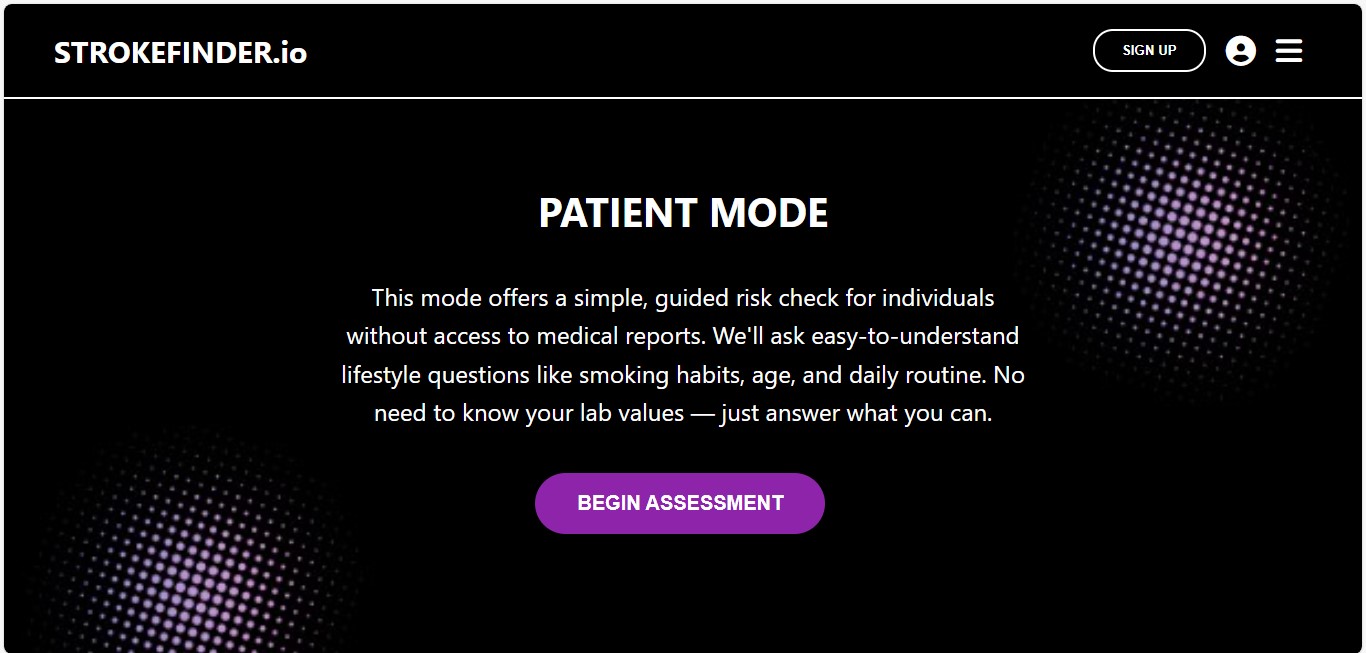 STROKEFINDER.io
SIGN UP
PATIENT MODE
This mode offers a simple, guided risk check for individuals
without access to medical reports. We'll ask easy-to-understand
lifestyle questions like smoking habits, age, and daily routine. No
need to know your lab values — just answer what you can.
BEGIN ASSESSMENT